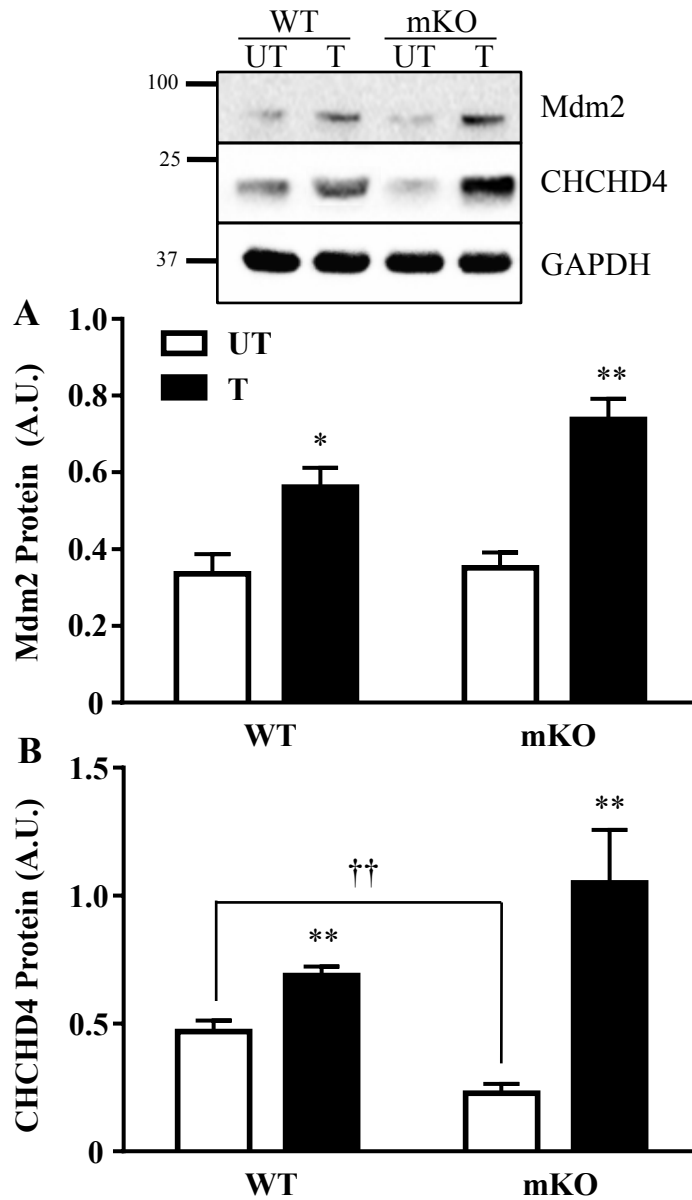 WT mKO
UT T UT T
100
Mdm2
25
CHCHD4
37
GAPDH
A
1.0
0.8
0.6
0.4
0.2
0
Mdm2 Protein (A.U.)
UT
T
*
**
WT mKO
B
1.5
1.0
0.5
0
CHCHD4 Protein (A.U.)
**
††
**
WT mKO